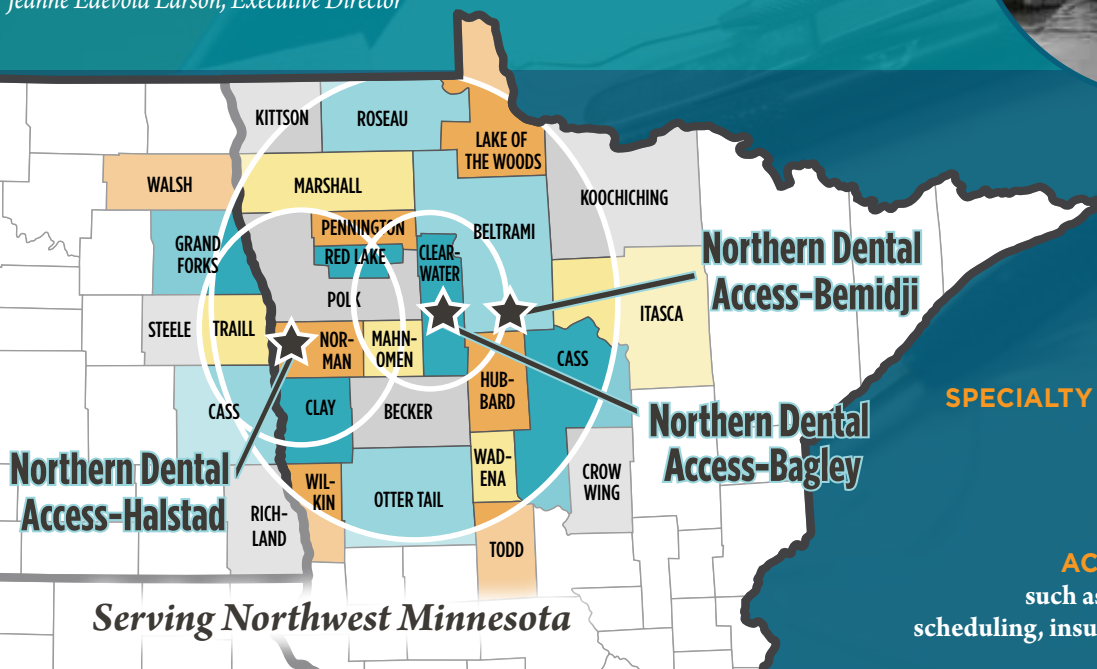 Jeanne Edevold Larson, Executive Director
KITTSON
ROSEAU
LAKE OF
THE WOODS
WALSH
MARSHALL
KOOCHICHING
PENNINGTON
BELTRAMI
GRAND
FORKS
RED LAKE
CLEAR-
WATER
Northern Dental
Access-Bemidji
POLK
ITASCA
STEELE
TRAILL
NOR-
MAN
MAHN-
OMEN
CASS
HUB-
BARD
CASS
CLAY
BECKER
SPECIALTY
Northern Dental
Access-Bagley
Northern Dental
Access-Halstad
WAD-
ENA
CROW
WING
WIL-
KIN
OTTER TAIL
RICH-
LAND
TODD
AC
such as
scheduling, insu
Serving Northwest Minnesota